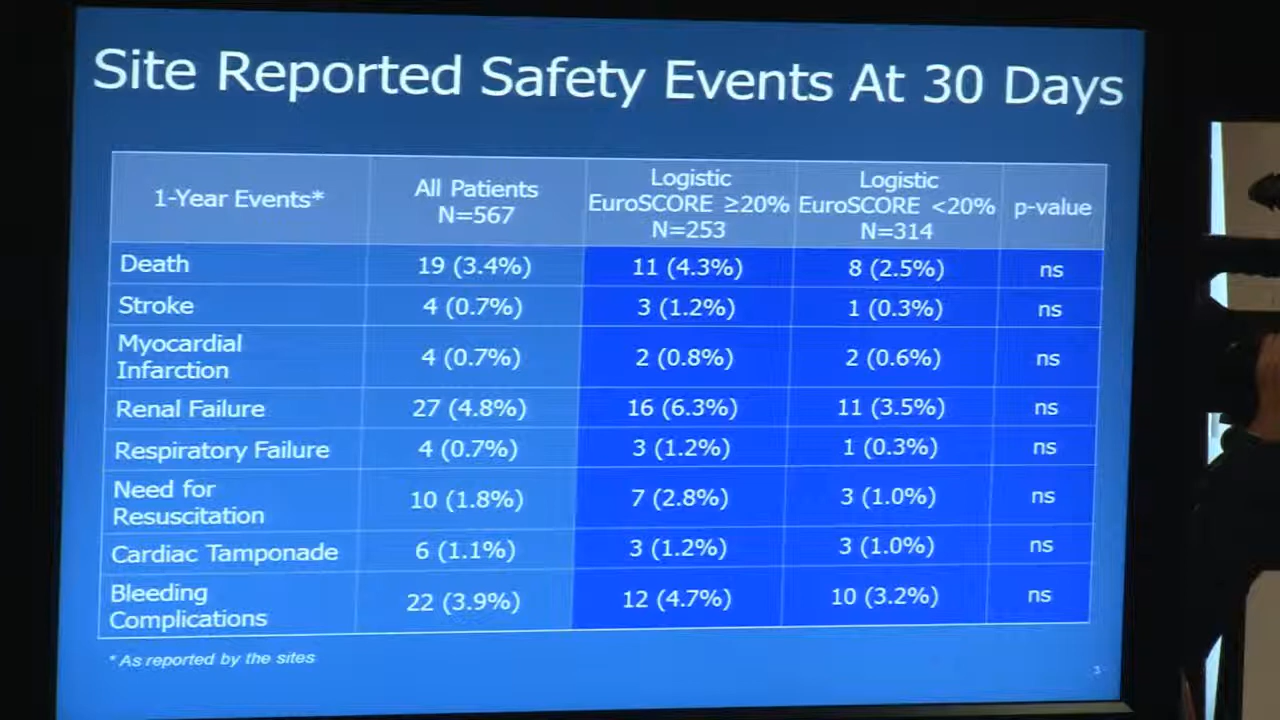 Site Reported Safety Events At 30 Days
1-Year Events*
All Patients
N=567
Logistic
EuroSCORE ≥20%
N=253
Logistic
EuroSCORE <20%
N=314
p-value
Death 19 (3.4%) 11 (4.3%) 8 (2.5%) ns
Stroke 4 (0.7%) 3 (1.2%) 1 (0.3%) ns
Myocardial
Infarction 4 (0.7%) 2 (0.8%) 2 (0.6%) ns
Renal Failure 27 (4.8%) 16 (6.3%) 11 (3.5%) ns
Respiratory Failure 4 (0.7%) 3 (1.2%) 1 (0.3%) ns
Need for
Resuscitation 10 (1.8%) 7 (2.8%) 3 (1.0%) ns
Cardiac Tamponade 6 (1.1%) 3 (1.2%) 3 (1.0%) ns
Bleeding
Complications 22 (3.9%) 12 (4.7%) 10 (3.2%) ns
* As reported by the sites
3